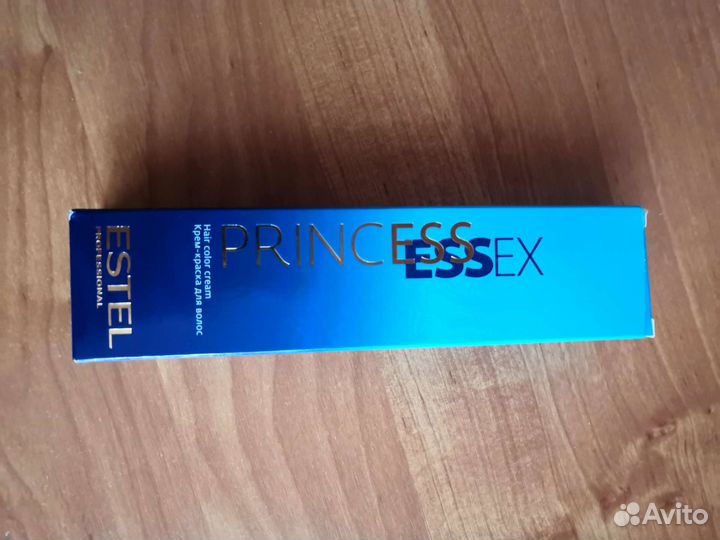 ESTEL
PROFESSIONAL
Hair color cream
Крем-краска для волос
PRINCESS
ESSEX
Avito